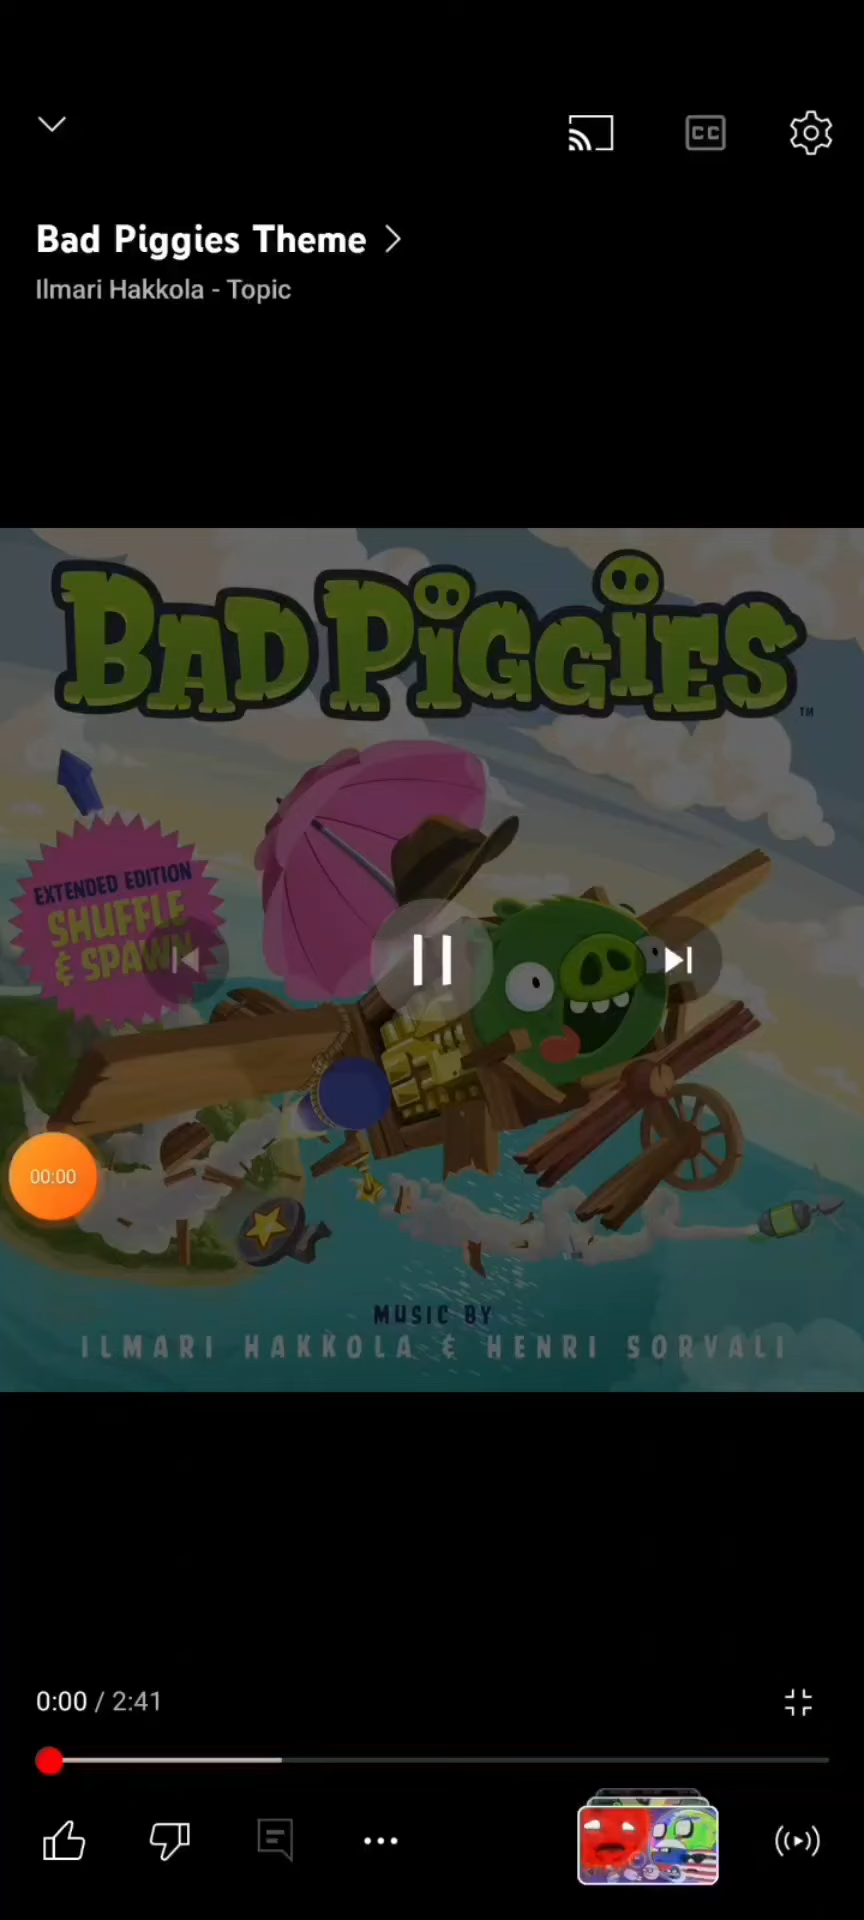 CC
Bad Piggies Theme
Ilmari Hakkola - Topic
BAD PIGGIES
TM
EXTENDED EDITION
SHUFFLE
& SPAWN
00:00
MUSIC BY
ILMARI HAKKOLA & HENRI SORVALI
0:00 / 2:41